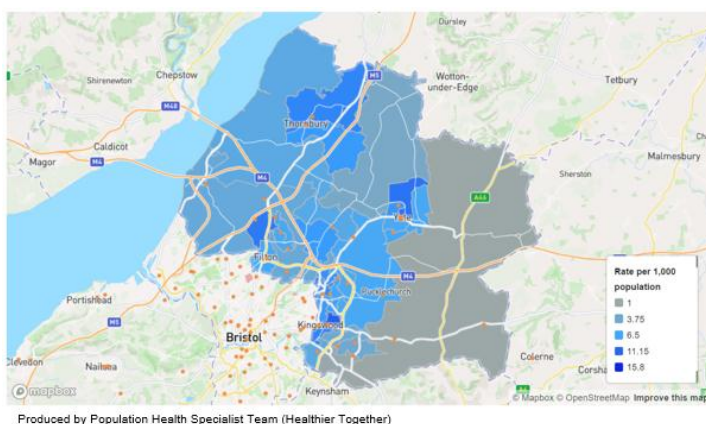 Dursley
Chepstow
M5
Wotton-
under-Edge
Tetbury
Shirenewton
M48
Thornbury
Caldicot
M4
Magor
Malmesbury
Sherston
A46
M4
Yate
Filton
M4
Pucklechurch
Portishead
M5
Kingswood
Bristol
Clevedon
Nailsea
Colerne
Corsh
Keynsham
Rate per 1,000
population
1
3.75
6.5
11.15
15.8
mapbox
© Mapbox © OpenStreetMap Improve this map
Produced by Population Health Specialist Team (Healthier Together)